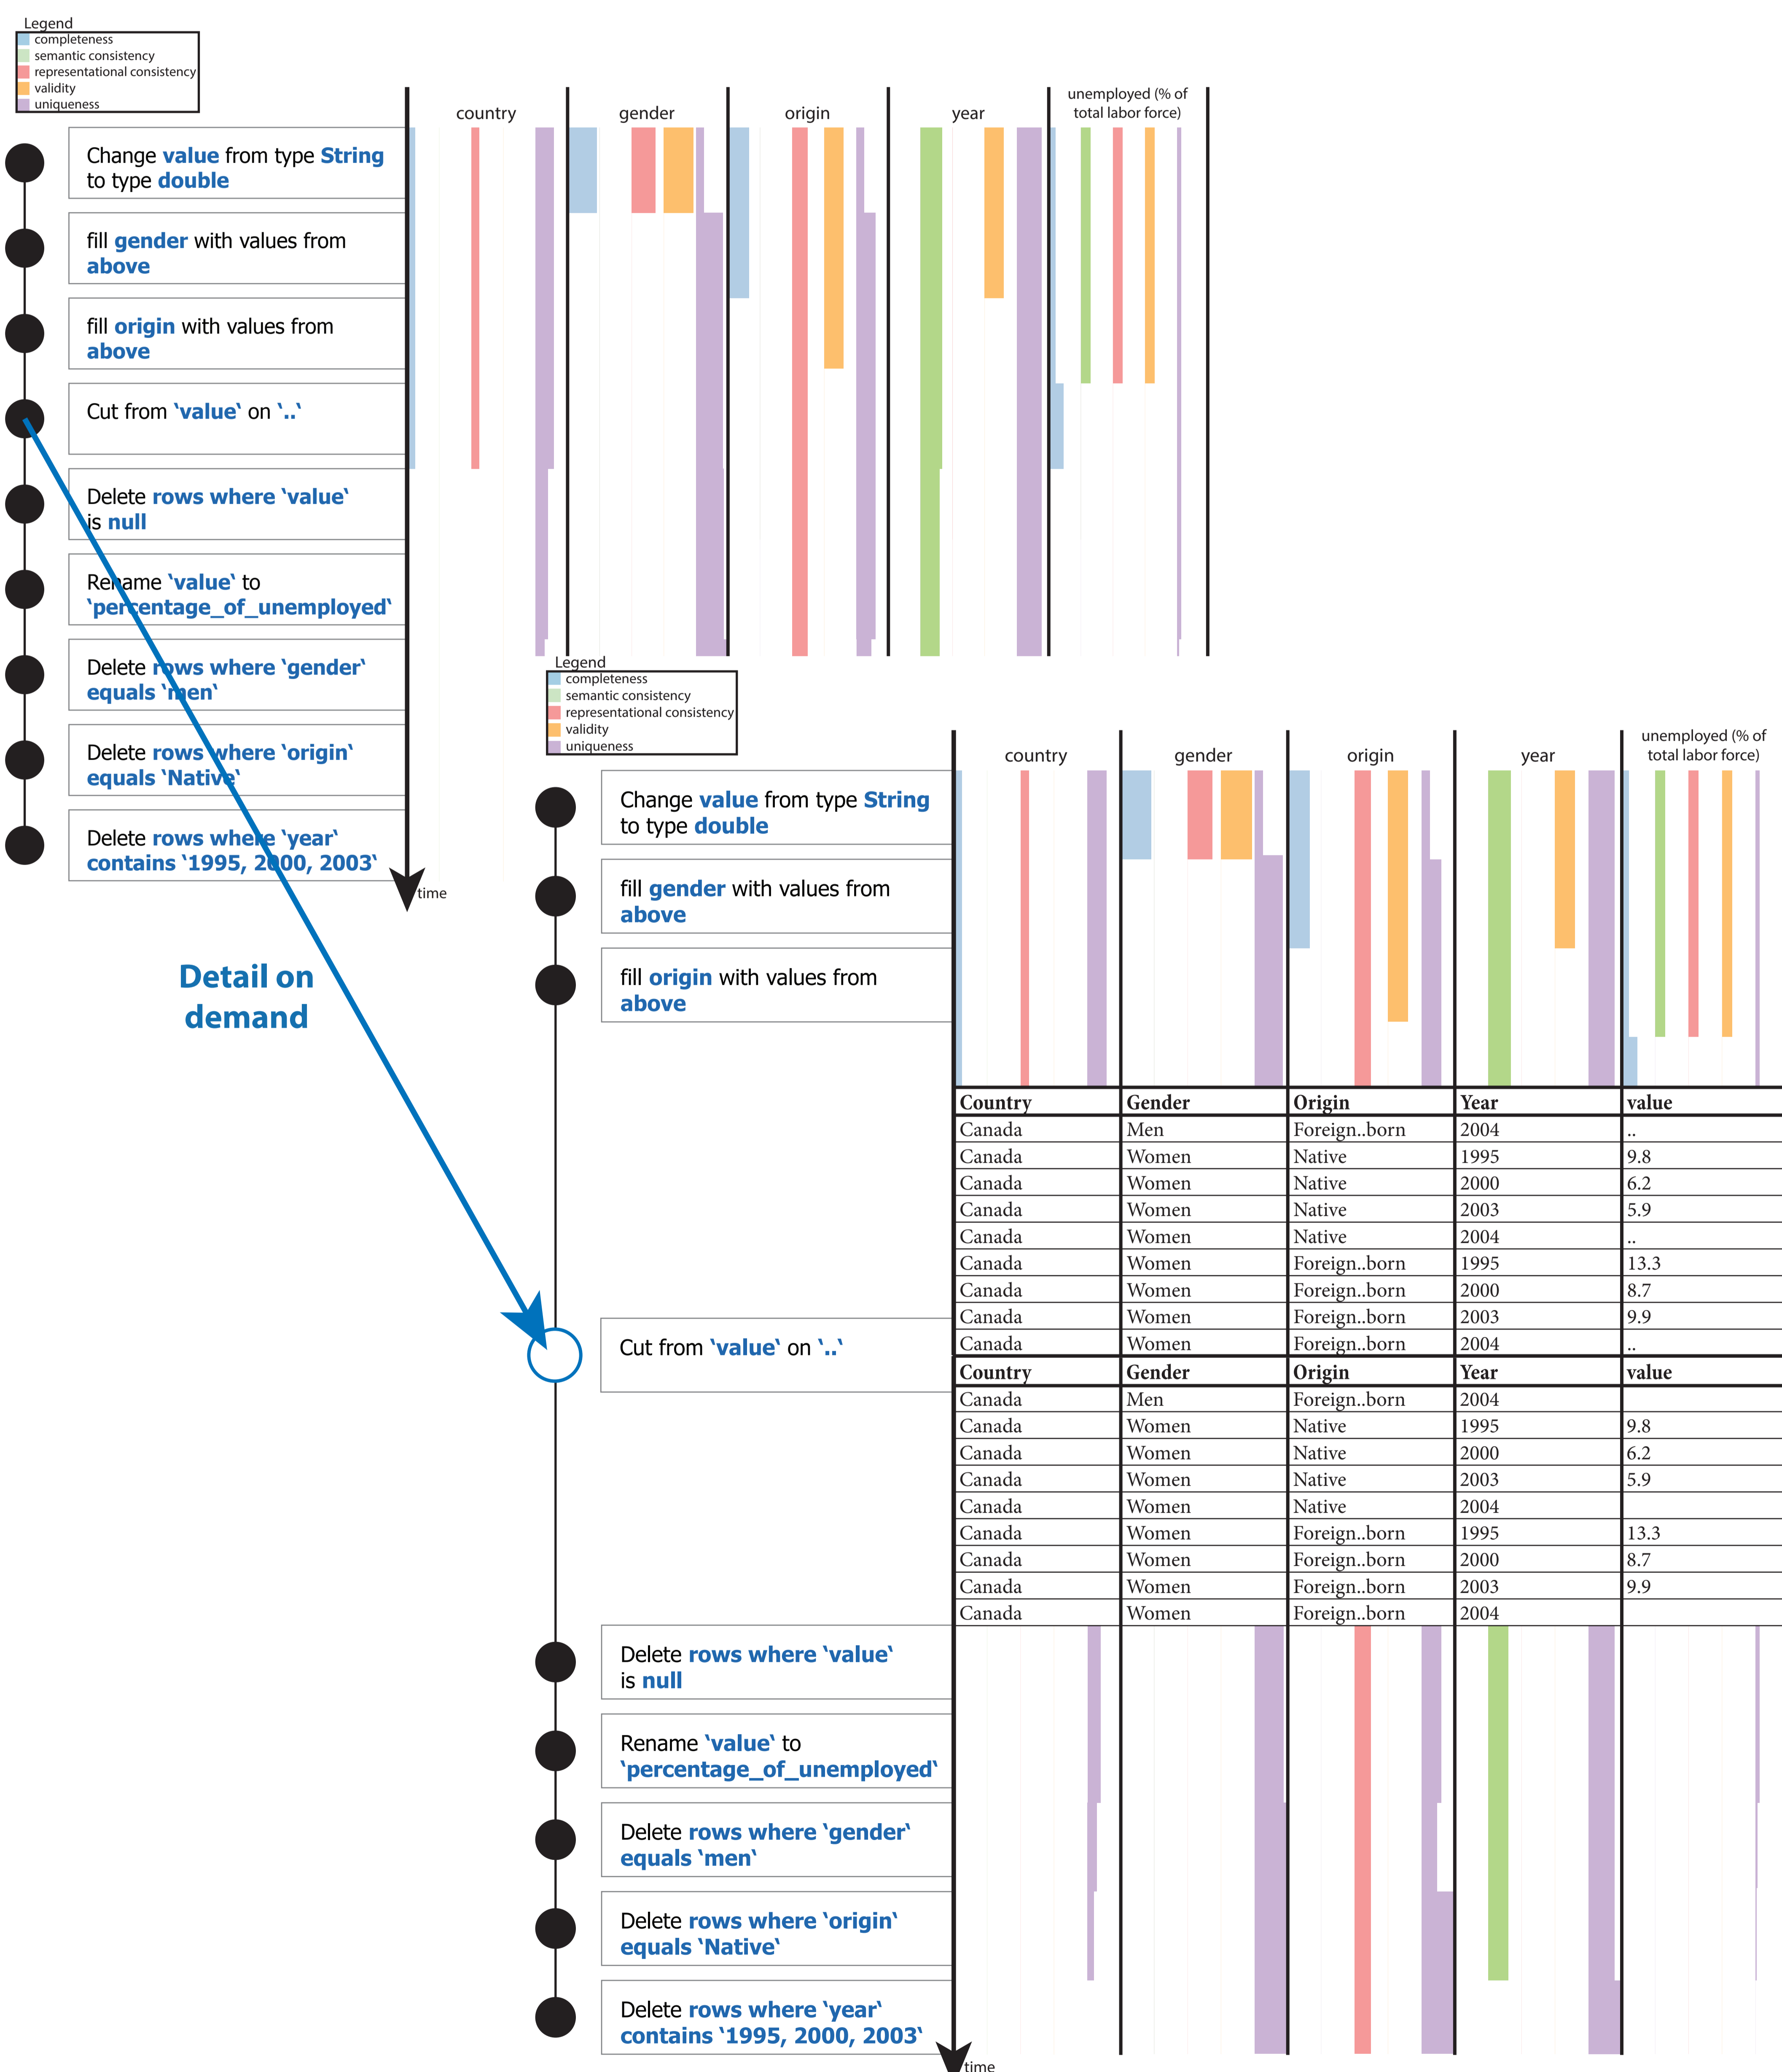 Legend
completeness
semantic consistency
representational consistency
validity
uniqueness
country
gender
origin
year
unemployed (% of
total labor force)
Change value from type String
to type double
fill gender with values from
above
fill origin with values from
above
Cut from ‘value‘ on ‘..‘
Delete rows where ‘value‘
is null
Rename ‘value‘ to
‘percentage_of_unemployed‘
Delete rows where ‘gender‘
equals ‘men‘
Delete rows where ‘origin‘
equals ‘Native‘
Delete rows where ‘year‘
contains ‘1995, 2000, 2003‘
time
Detail on
demand
Legend
completeness
semantic consistency
representational consistency
validity
uniqueness
country
gender
origin
year
unemployed (% of
total labor force)
Change value from type String
to type double
fill gender with values from
above
fill origin with values from
above
Country Gender Origin Year value
Canada Men Foreign..born 2004 ..
Canada Women Native 1995 9.8
Canada Women Native 2000 6.2
Canada Women Native 2003 5.9
Canada Women Native 2004 ..
Canada Women Foreign..born 1995 13.3
Canada Women Foreign..born 2000 8.7
Canada Women Foreign..born 2003 9.9
Canada Women Foreign..born 2004 ..
Cut from ‘value‘ on ‘..‘
Country Gender Origin Year value
Canada Men Foreign..born 2004
Canada Women Native 1995 9.8
Canada Women Native 2000 6.2
Canada Women Native 2003 5.9
Canada Women Native 2004
Canada Women Foreign..born 1995 13.3
Canada Women Foreign..born 2000 8.7
Canada Women Foreign..born 2003 9.9
Canada Women Foreign..born 2004
Delete rows where ‘value‘
is null
Rename ‘value‘ to
‘percentage_of_unemployed‘
Delete rows where ‘gender‘
equals ‘men‘
Delete rows where ‘origin‘
equals ‘Native‘
Delete rows where ‘year‘
contains ‘1995, 2000, 2003‘
time